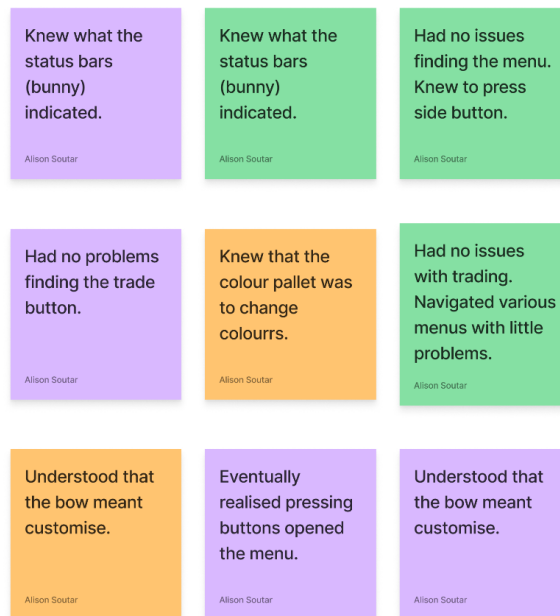 Knew what the
status bars
(bunny)
indicated.
Alison Soutar
Knew what the
status bars
(bunny)
indicated.
Alison Soutar
Had no issues
finding the menu.
Knew to press
side button.
Alison Soutar
Had no problems
finding the trade
button.
Alison Soutar
Knew that the
colour pallet was
to change
colourrs.
Alison Soutar
Had no issues
with trading.
Navigated various
menus with little
problems.
Alison Soutar
Understood that
the bow meant
customise.
Alison Soutar
Eventually
realised pressing
buttons opened
the menu.
Alison Soutar
Understood that
the bow meant
customise.
Alison Soutar